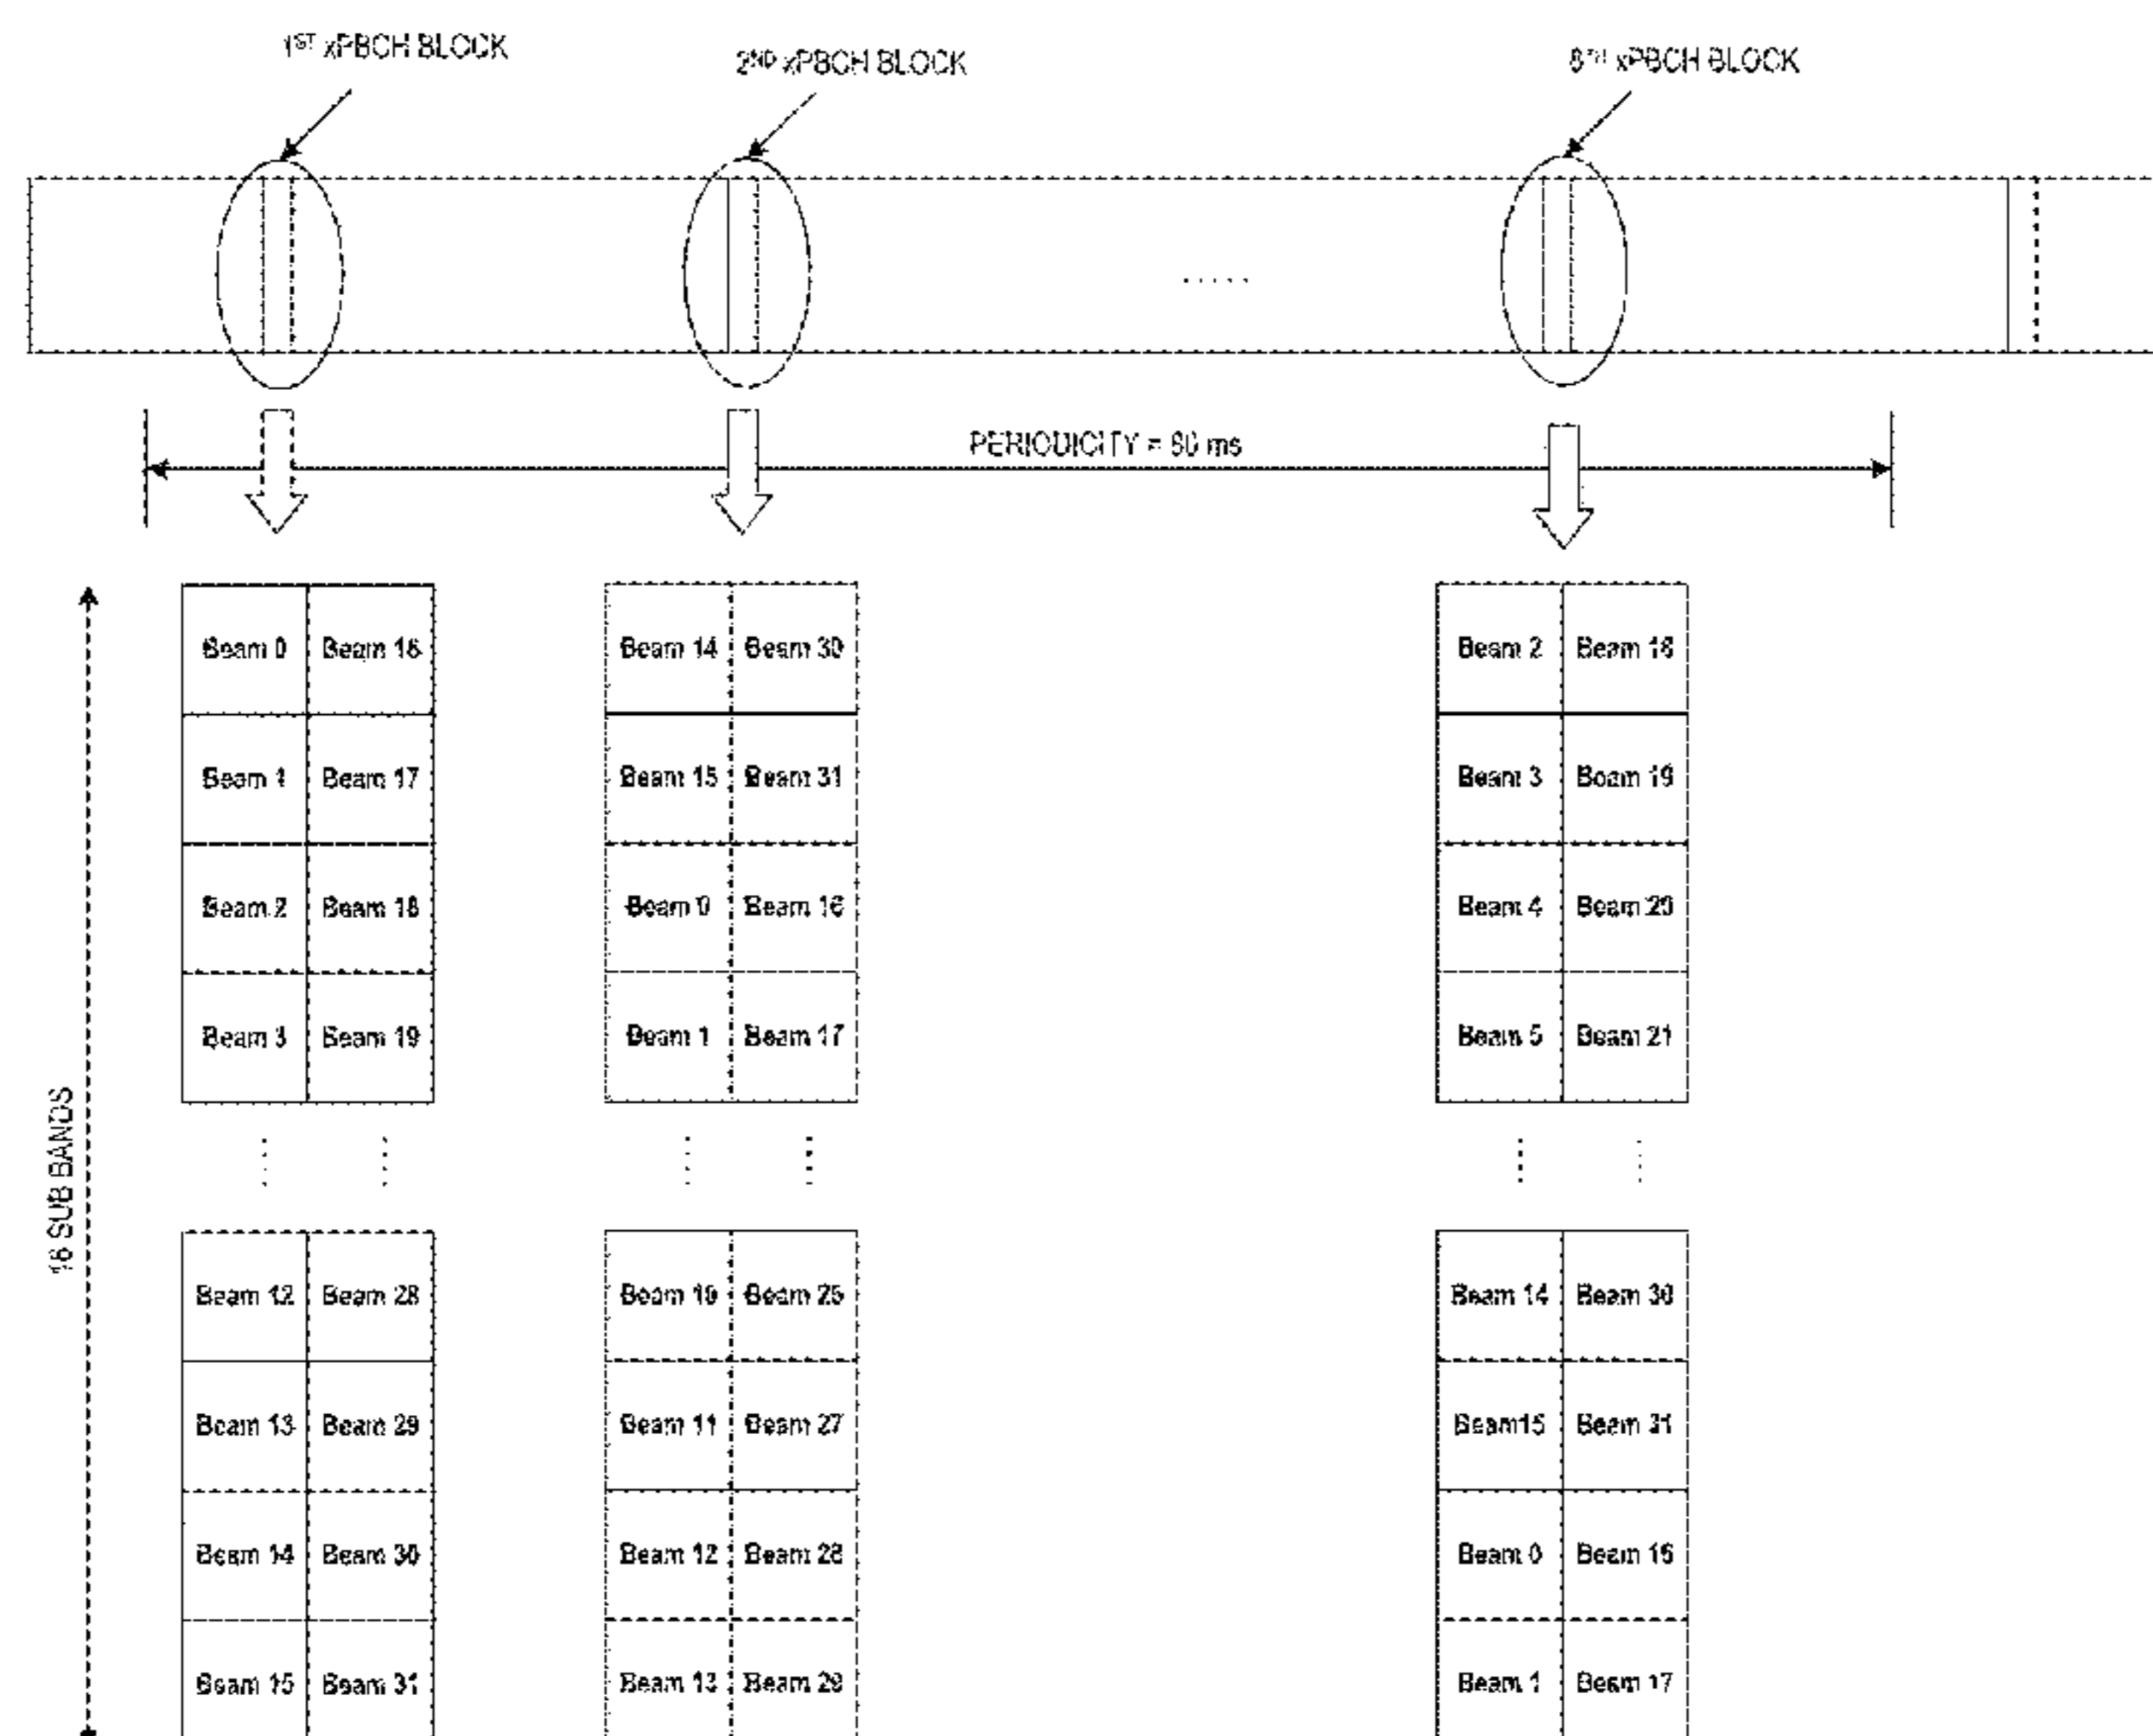 1ST xPBCH BLOCK
2ND xPBCH BLOCK
8TH xPBCH BLOCK
.....
PERIODICITY = 80 ms
16 SUB BANDS
Beam 0 Beam 16
Beam 1 Beam 17
Beam 2 Beam 18
Beam 3 Beam 19
Beam 12 Beam 28
Beam 13 Beam 29
Beam 14 Beam 30
Beam 15 Beam 31
Beam 14 Beam 30
Beam 15 Beam 31
Beam 0 Beam 16
Beam 1 Beam 17
Beam 10 Beam 26
Beam 11 Beam 27
Beam 12 Beam 28
Beam 13 Beam 29
Beam 2 Beam 18
Beam 3 Beam 19
Beam 4 Beam 20
Beam 5 Beam 21
Beam 14 Beam 30
Beam15 Beam 31
Beam 0 Beam 16
Beam 1 Beam 17